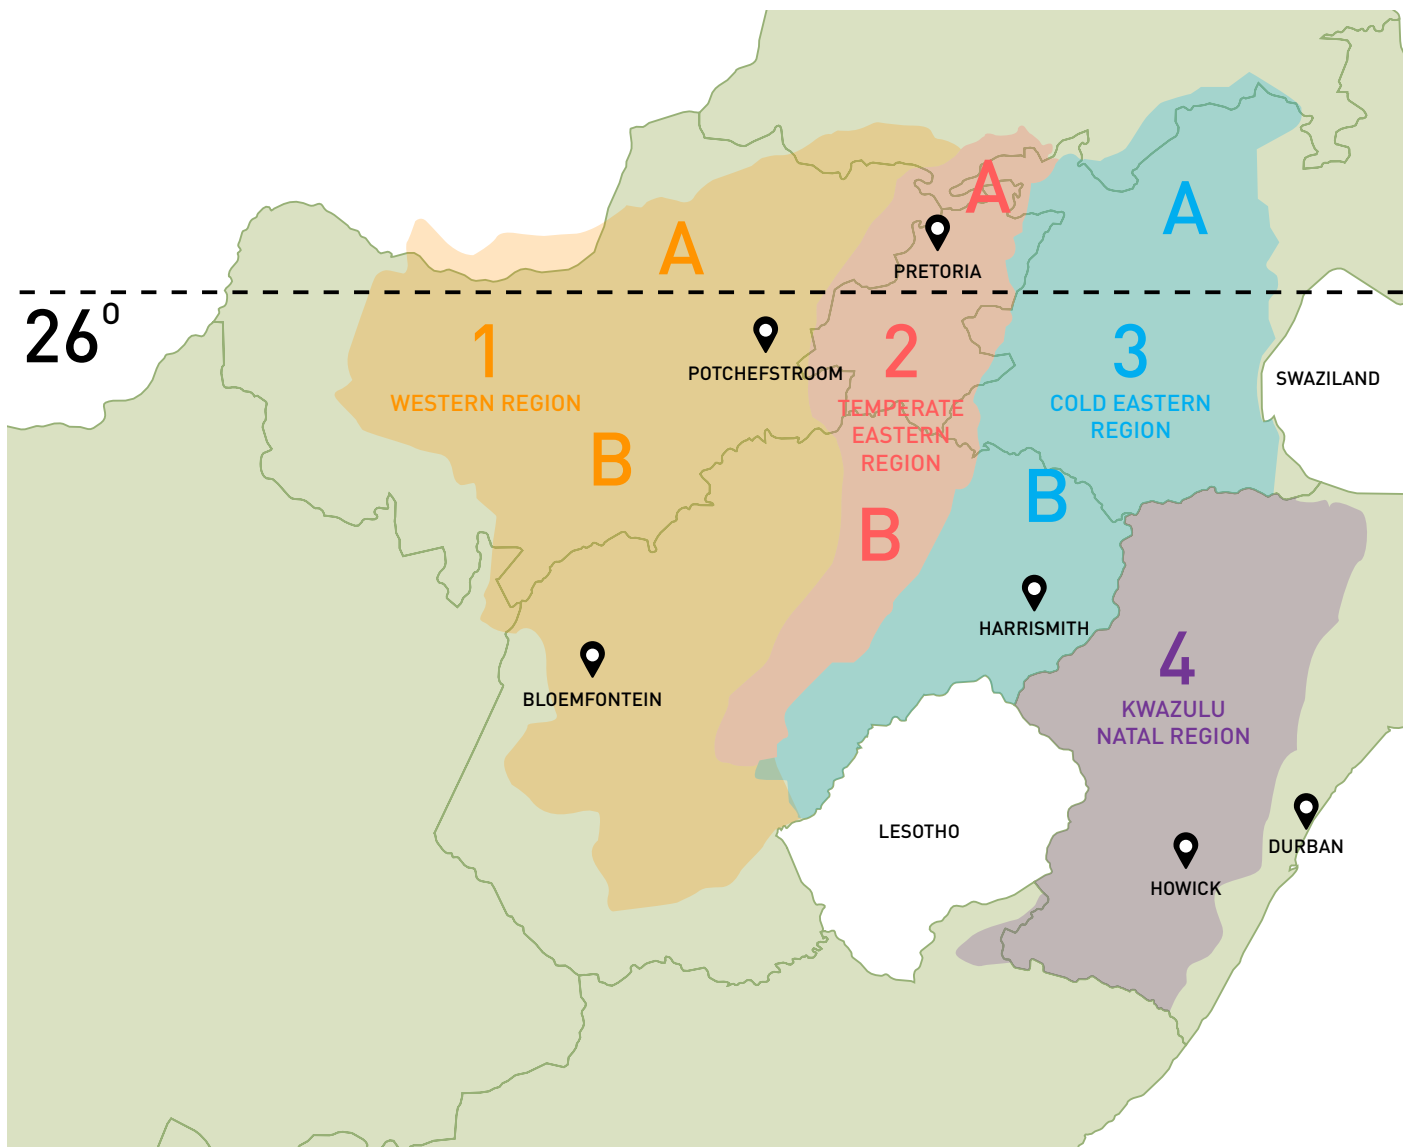 A
A
A
PRETORIA
26⁰
1
WESTERN REGION
POTCHEFSTROOM
2
TEMPERATE
EASTERN
REGION
3
COLD EASTERN
REGION
SWAZILAND
B
B
B
HARRISMITH
BLOEMFONTEIN
4
KWAZULU
NATAL REGION
LESOTHO
DURBAN
HOWICK